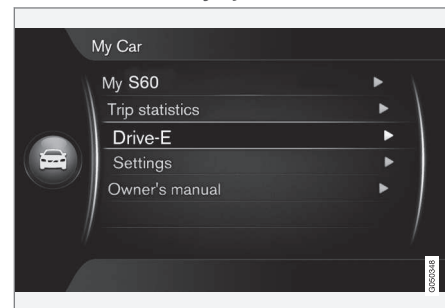 My Car
My S60
Trip statistics
Drive-E
Settings
Owner's manual
G050348